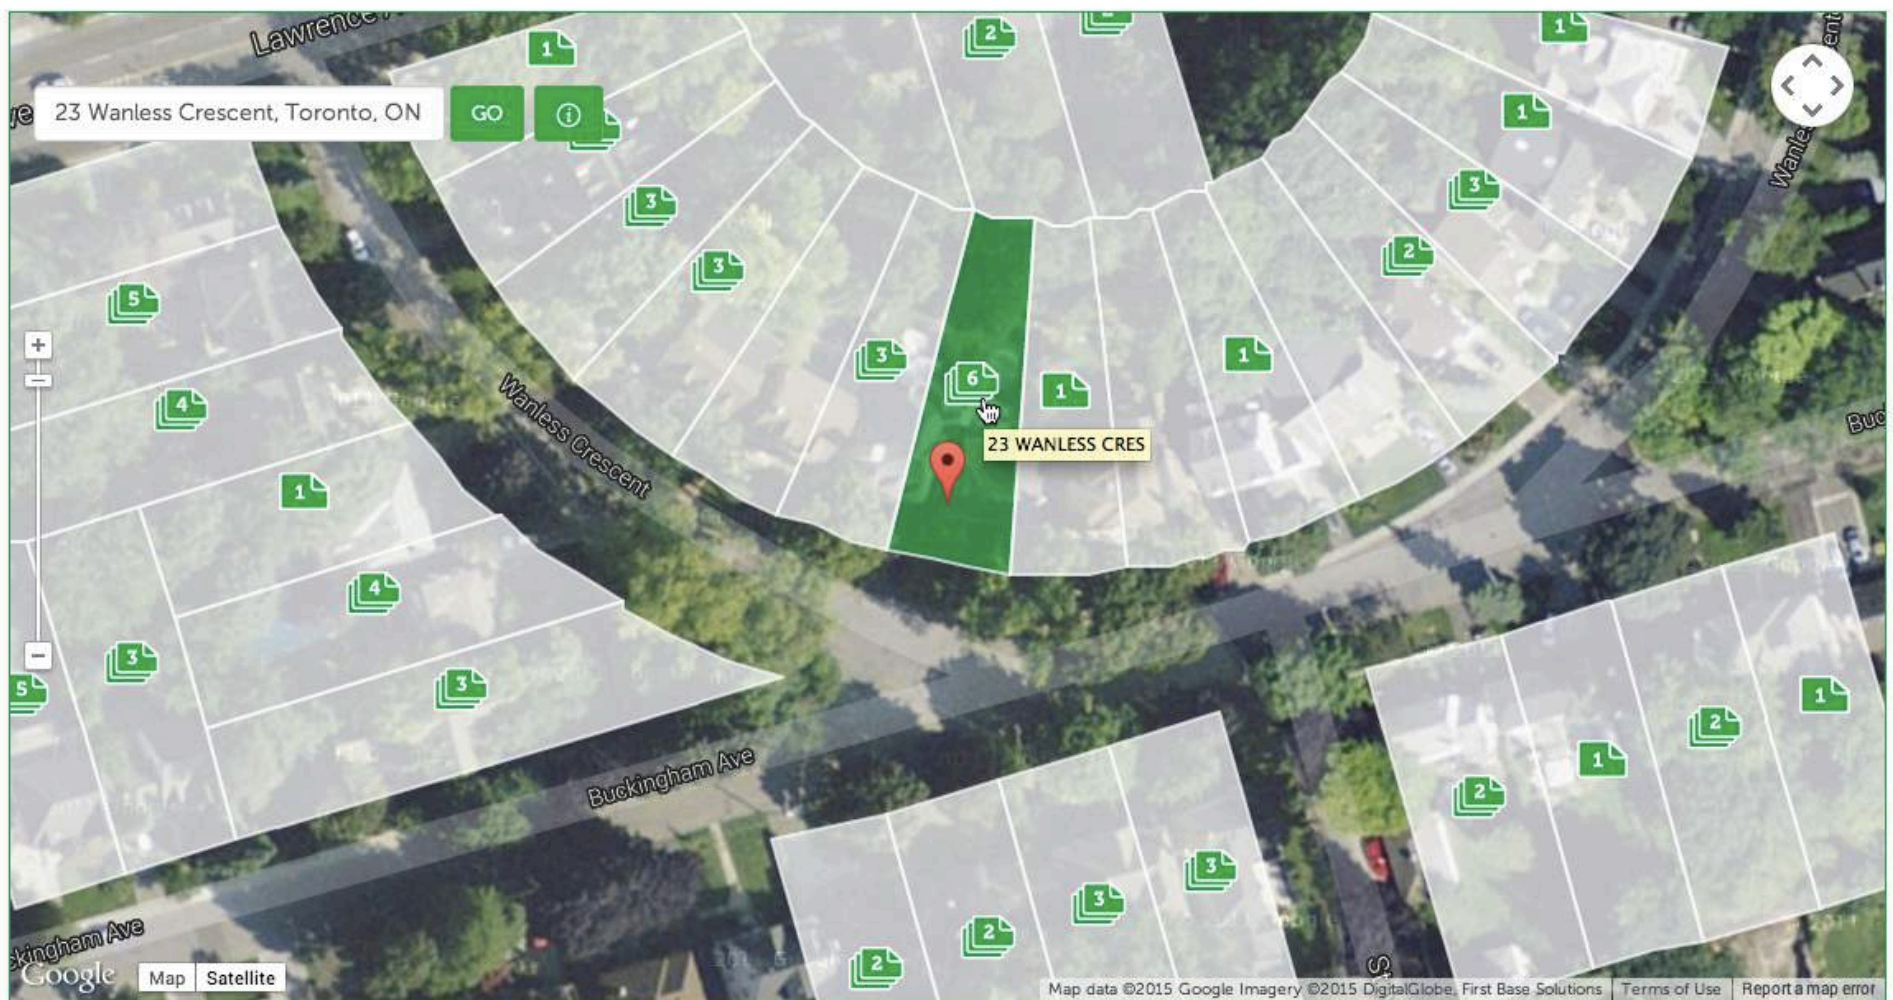 Lawrence
1
2
23 Wanless Crescent, Toronto, ON
GO
i
1
1
3
3
3
2
5
3
6
1
1
4
23 WANLESS CRES
Wanless Crescent
1
4
3
5
3
1
2
1
2
Buckingham Ave
3
3
2
2
Google
Map
Satellite
Map data ©2015 Google Imagery ©2015 DigitalGlobe, First Base Solutions
Terms of Use
Report a map error